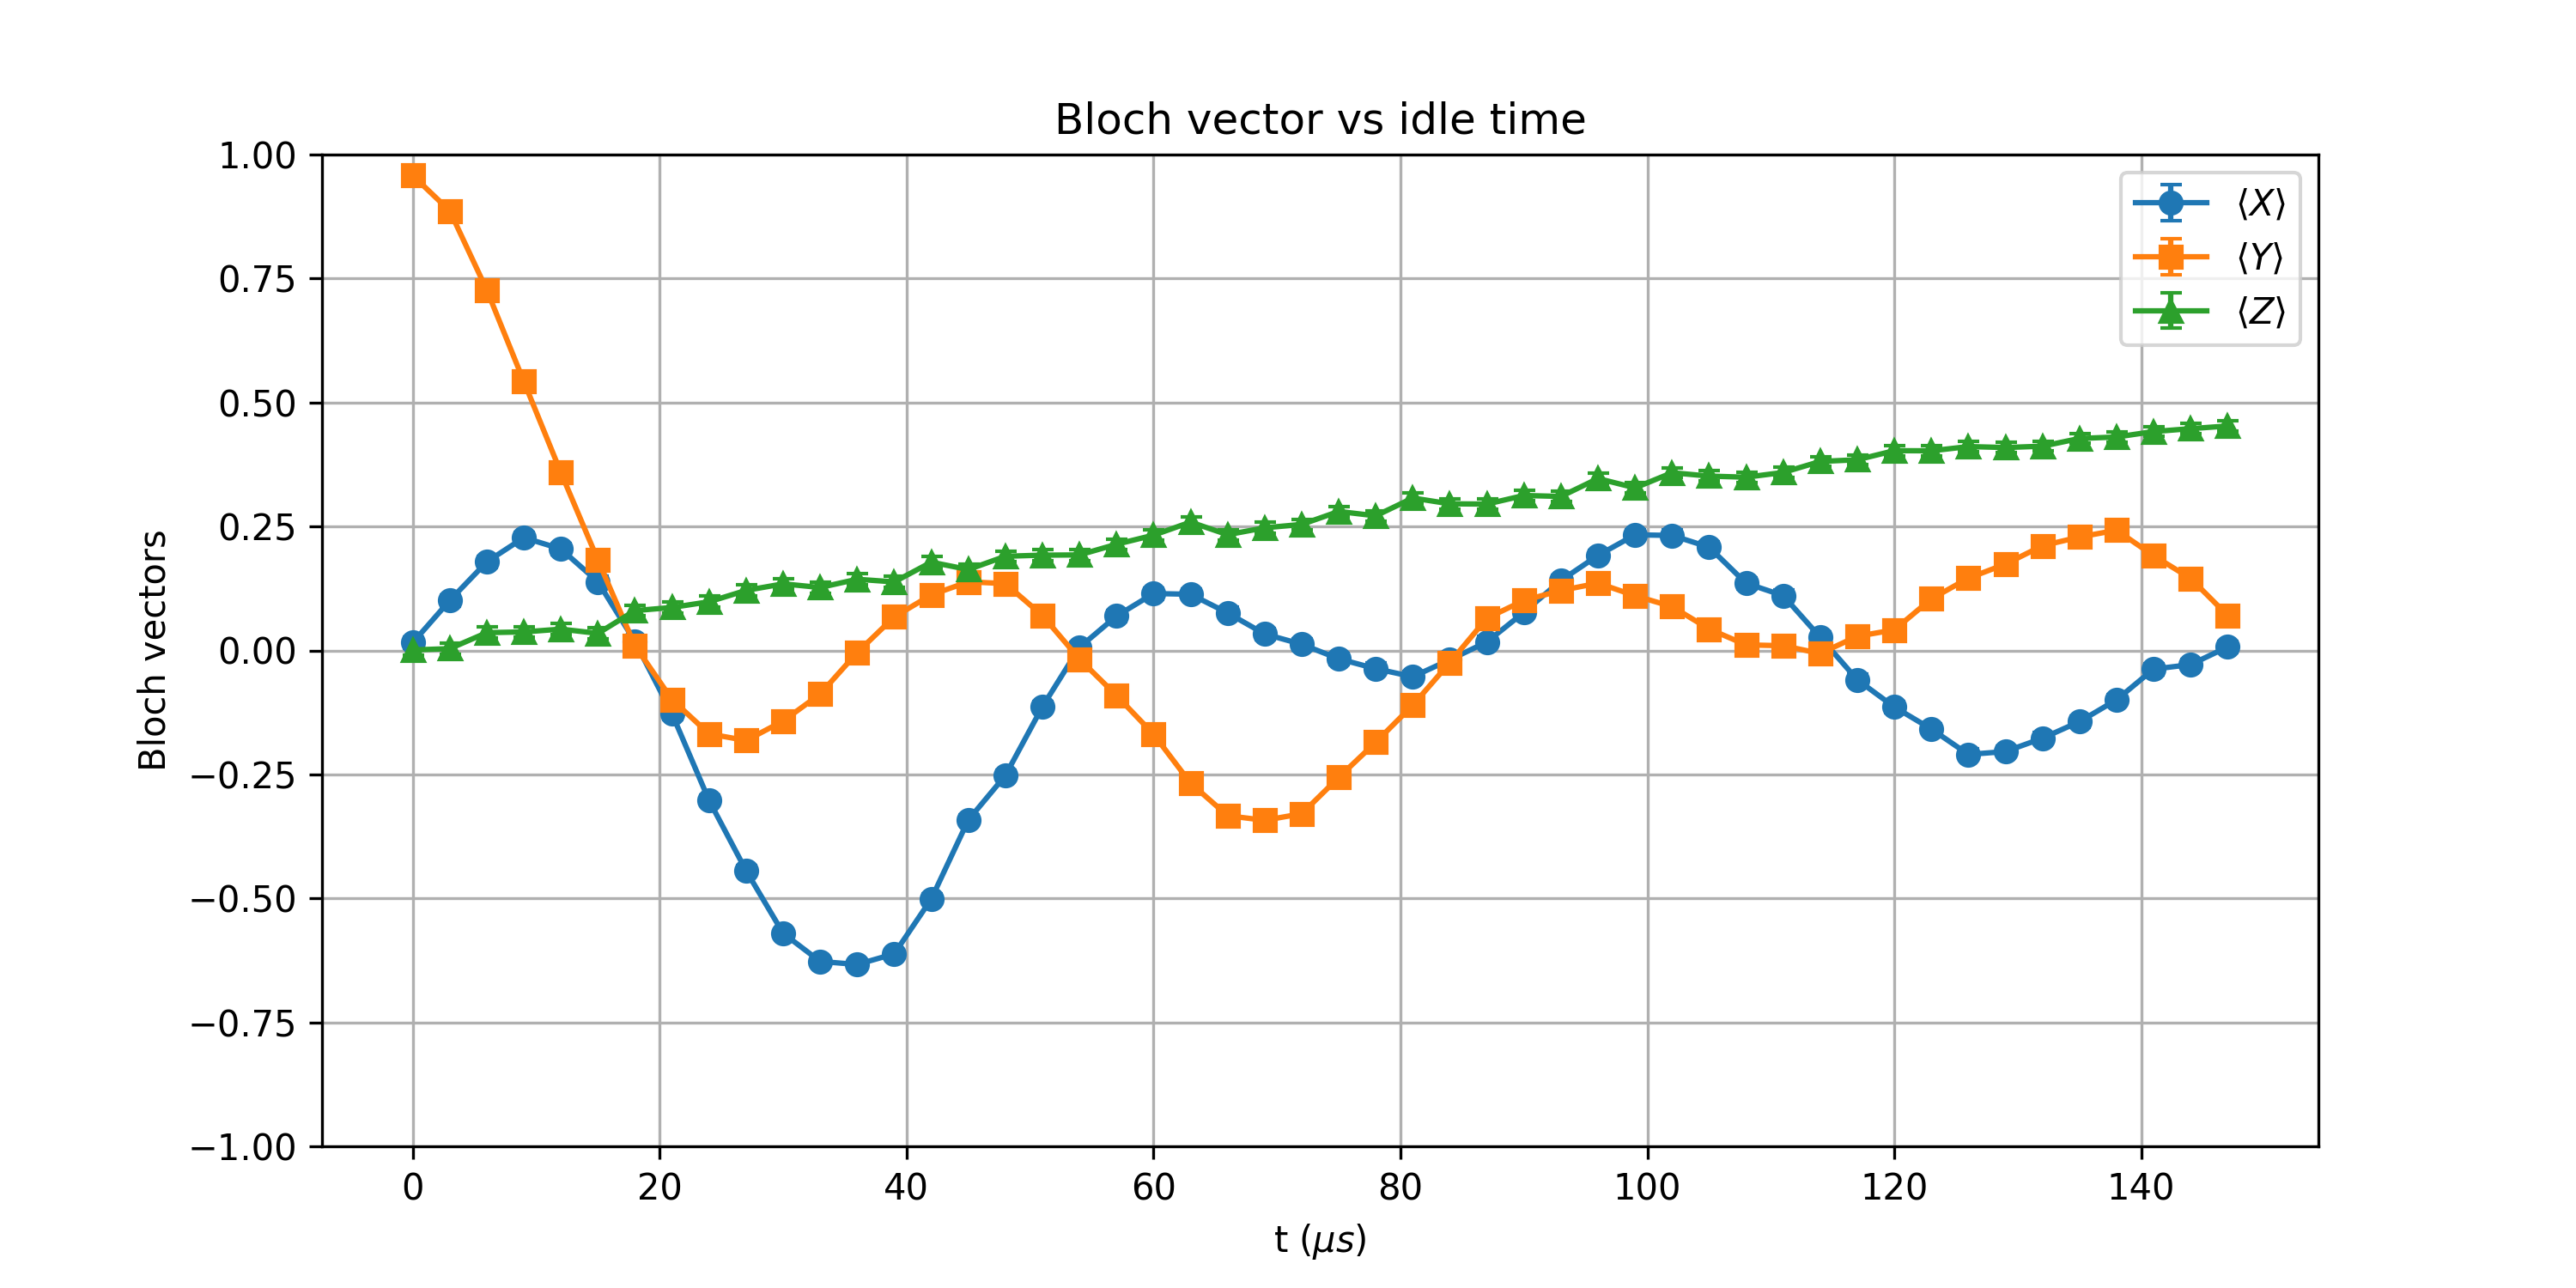 Bloch vector vs idle time
1.00
0.75
0.50
0.25
0.00
−0.25
−0.50
−0.75
−1.00
Bloch vectors
⟨X⟩
⟨Y⟩
⟨Z⟩
0 20 40 60 80 100 120 140
t (μs)